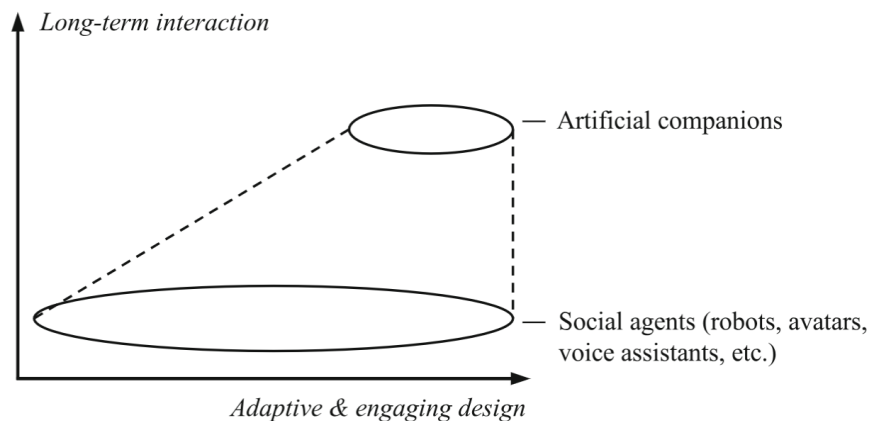 Long-term interaction
— Artificial companions
— Social agents (robots, avatars,
voice assistants, etc.)
Adaptive & engaging design